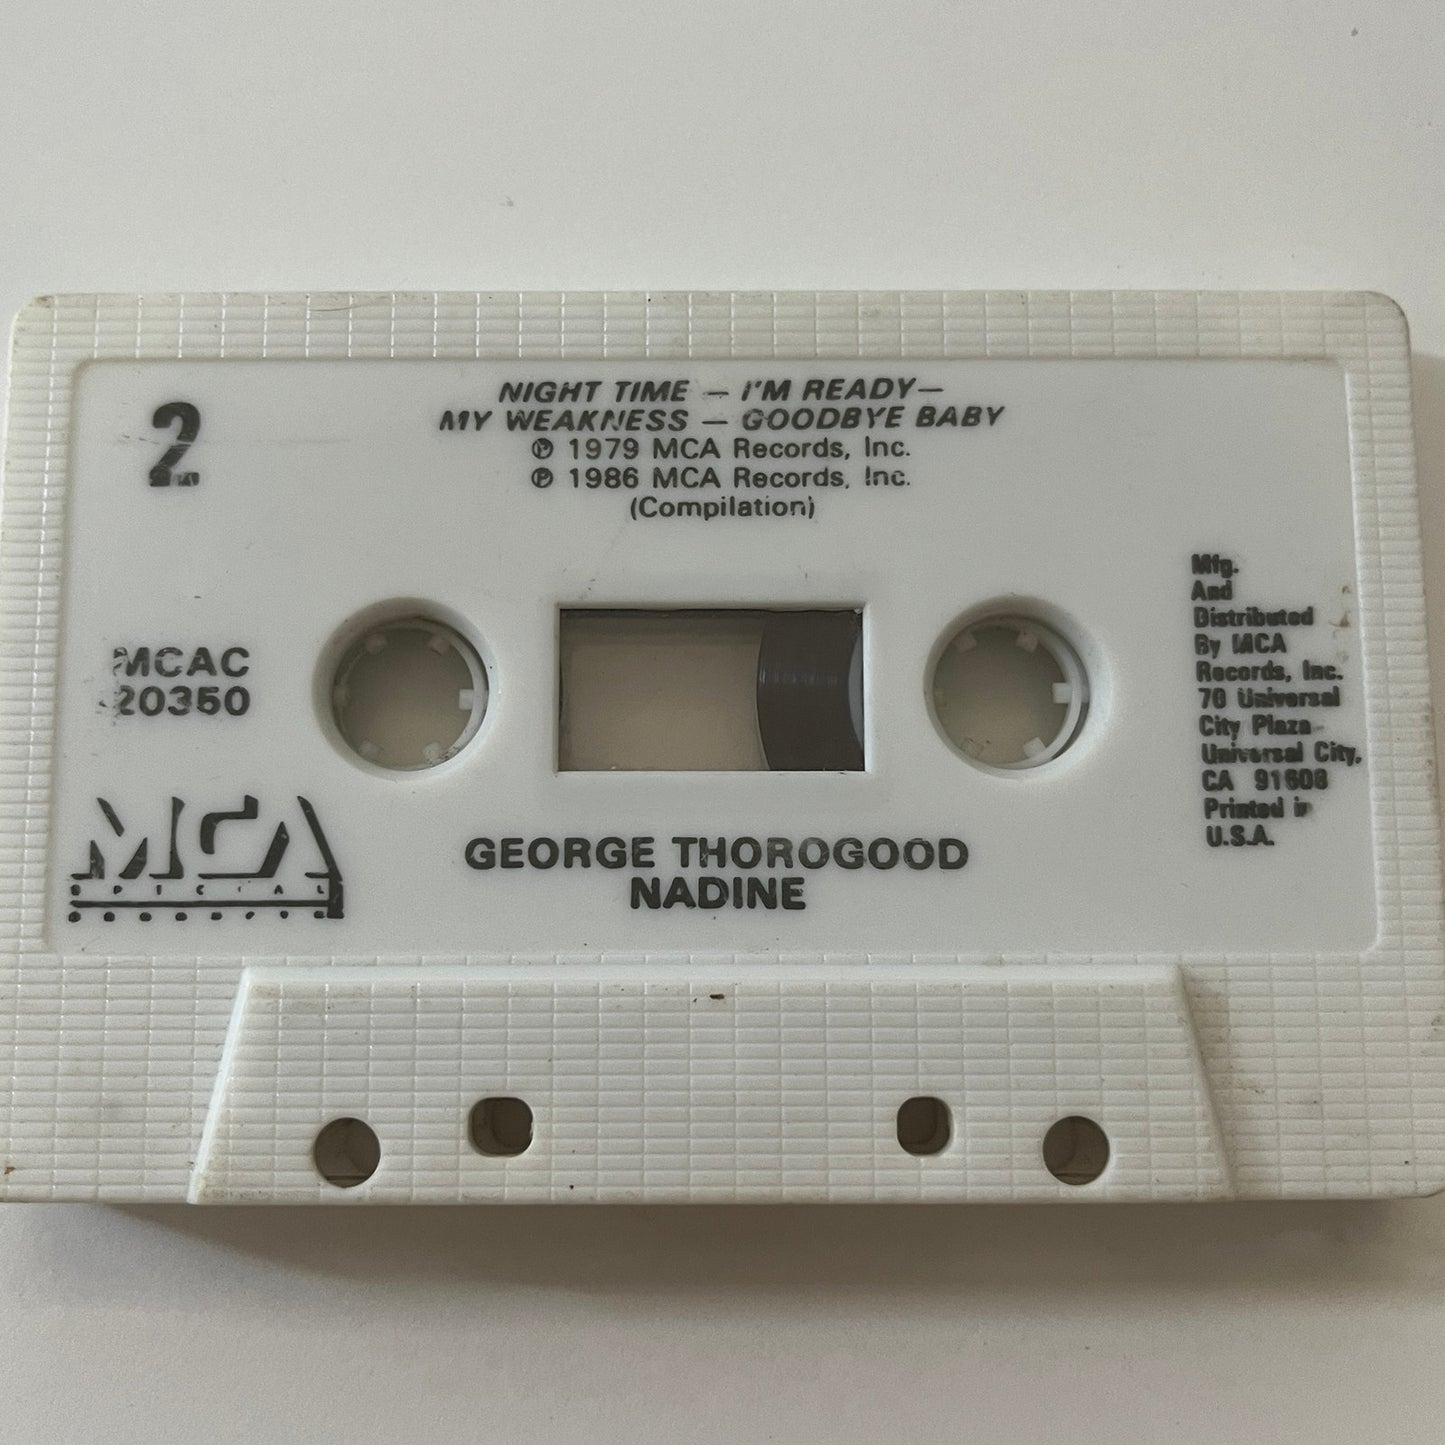 2
NIGHT TIME — I'M READY—
MY WEAKNESS — GOODBYE BABY
℗ 1979 MCA Records, Inc.
℗ 1986 MCA Records, Inc.
(Compilation)
MCAC
20350
Mfg.
And
Distributed
By MCA
Records, Inc.
70 Universal
City Plaza
Universal City,
CA 91608
Printed in
U.S.A.
MCA
SPECIAL
GEORGE THOROGOOD
NADINE